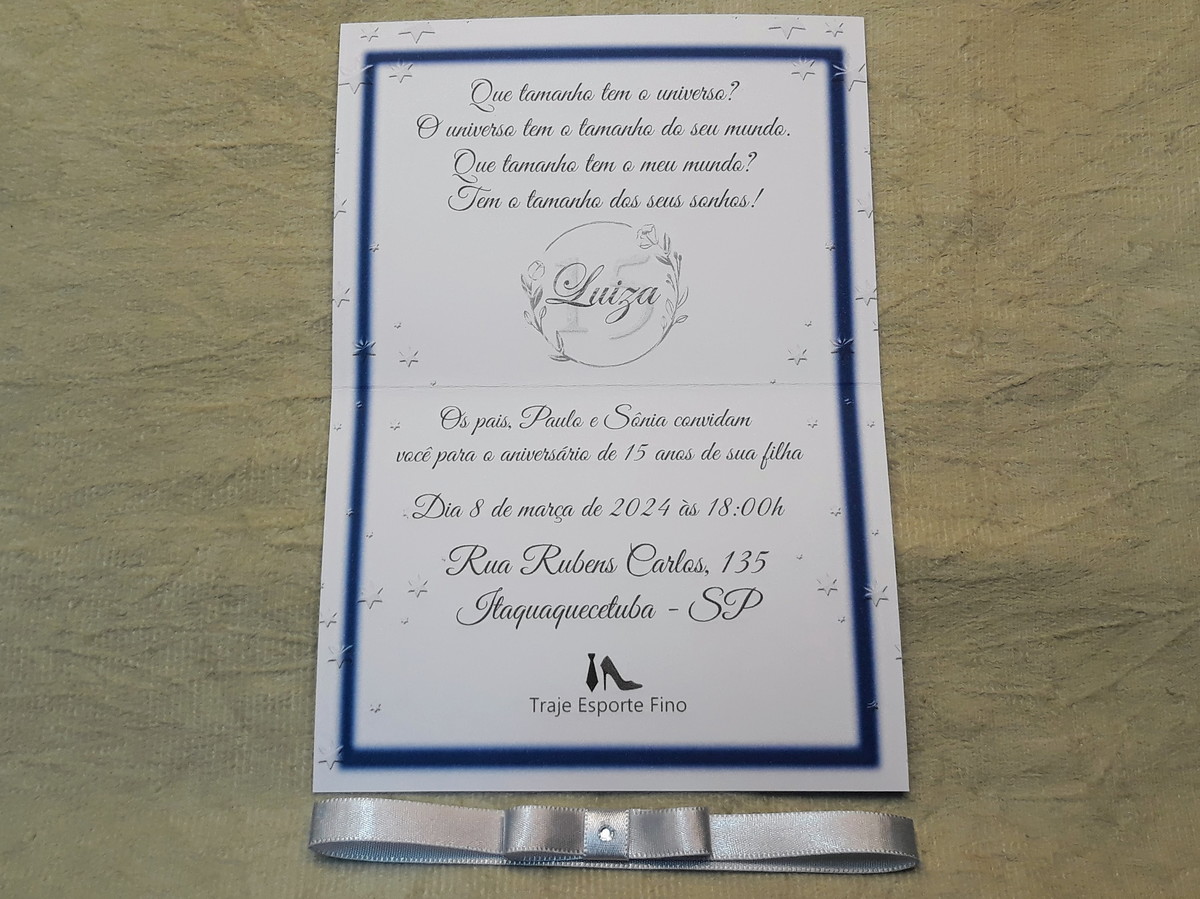 Que tamanho tem o universo?
O universo tem o tamanho do seu mundo.
Que tamanho tem o meu mundo?
Tem o tamanho dos seus sonhos!
15
Luiza
Os pais, Paulo e Sônia convidam
você para o aniversário de 15 anos de sua filha
Dia 8 de março de 2024 às 18:00h
Rua Rubens Carlos, 135
Itaquaquecetuba - SP
Traje Esporte Fino